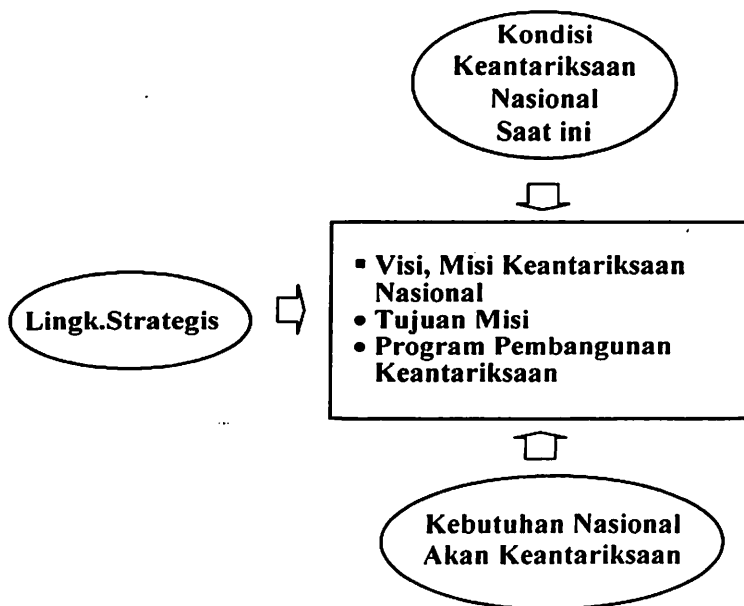 Kondisi
Keantariksaan
Nasional
Saat ini
Lingk.Strategis
▪ Visi, Misi Keantariksaan
Nasional
• Tujuan Misi
• Program Pembangunan
Keantariksaan
Kebutuhan Nasional
Akan Keantariksaan